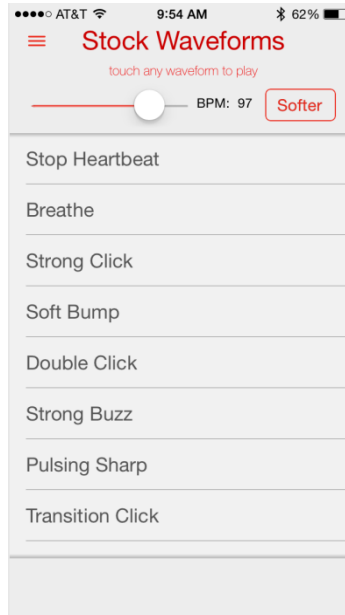 AT&T 9:54 AM 62%
Stock Waveforms
touch any waveform to play
BPM: 97 Softer
Stop Heartbeat
Breathe
Strong Click
Soft Bump
Double Click
Strong Buzz
Pulsing Sharp
Transition Click